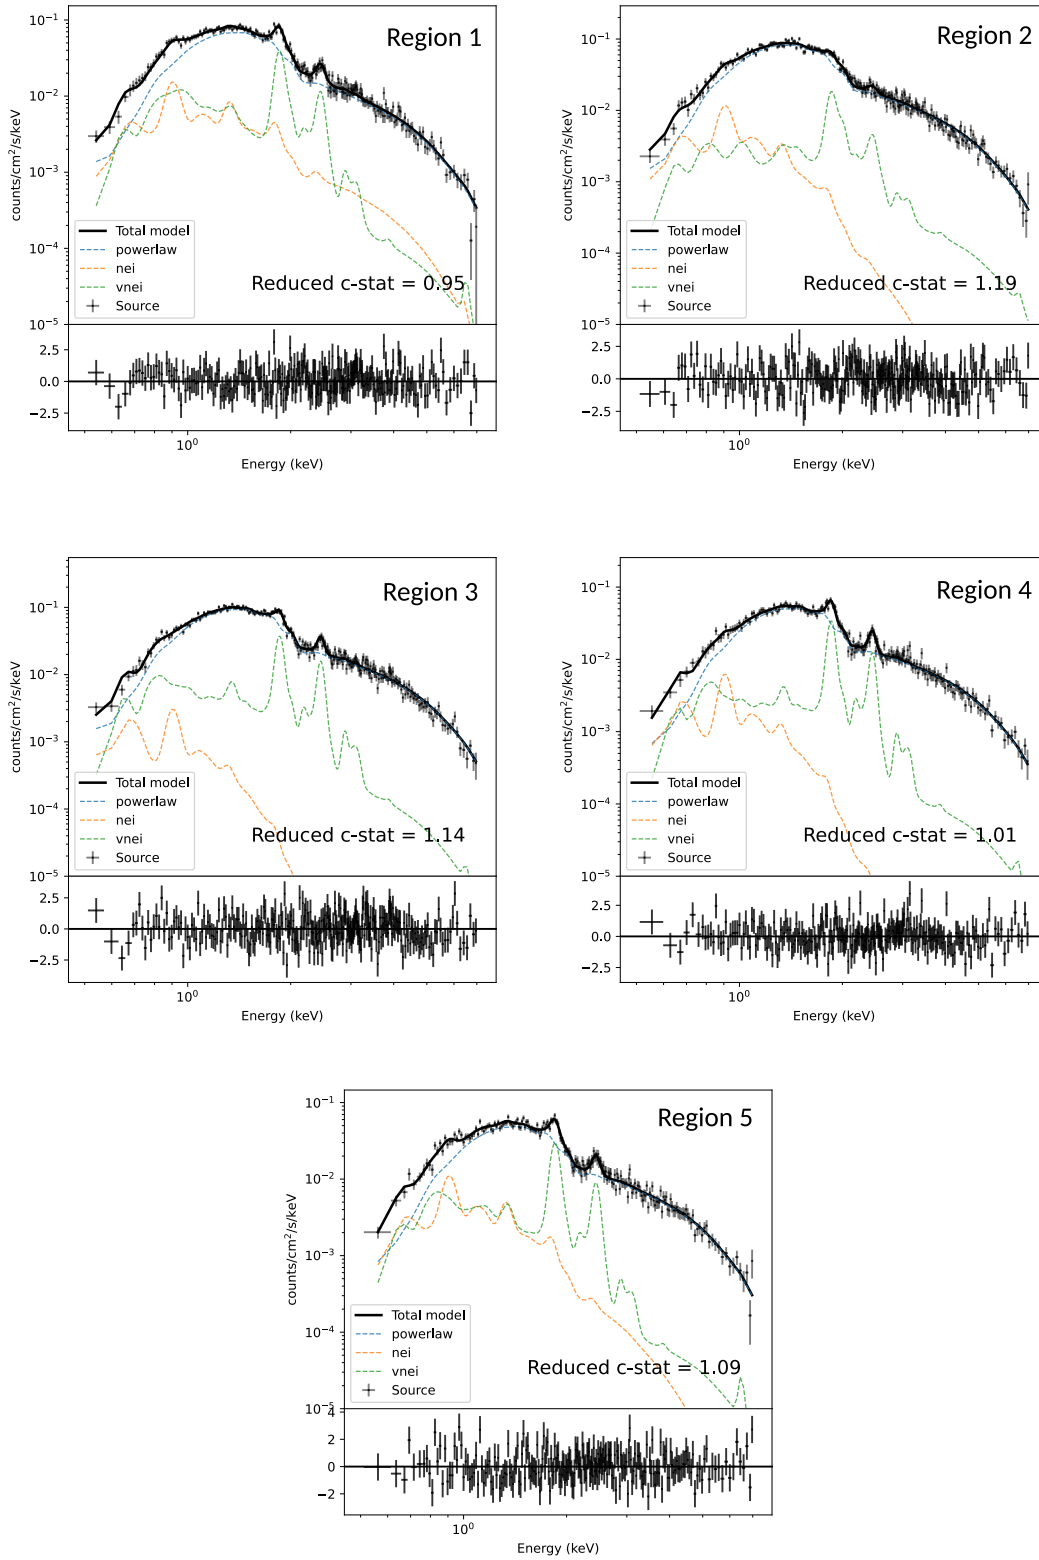 Region 1
10⁻¹
10⁻²
10⁻³
10⁻⁴
10⁻⁵
counts/cm²/s/keV
Total model
powerlaw
nei
vnei
Source
Reduced c-stat = 0.95
2.5
0.0
−2.5
10⁰
Energy (keV)
Region 2
10⁻¹
10⁻²
10⁻³
10⁻⁴
10⁻⁵
counts/cm²/s/keV
Total model
powerlaw
nei
vnei
Source
Reduced c-stat = 1.19
2.5
0.0
−2.5
10⁰
Energy (keV)
Region 3
10⁻¹
10⁻²
10⁻³
10⁻⁴
10⁻⁵
counts/cm²/s/keV
Total model
powerlaw
nei
vnei
Source
Reduced c-stat = 1.14
2.5
0.0
−2.5
10⁰
Energy (keV)
Region 4
10⁻¹
10⁻²
10⁻³
10⁻⁴
10⁻⁵
counts/cm²/s/keV
Total model
powerlaw
nei
vnei
Source
Reduced c-stat = 1.01
2.5
0.0
−2.5
10⁰
Energy (keV)
Region 5
10⁻¹
10⁻²
10⁻³
10⁻⁴
10⁻⁵
counts/cm²/s/keV
Total model
powerlaw
nei
vnei
Source
Reduced c-stat = 1.09
4
2
0
−2
10⁰
Energy (keV)